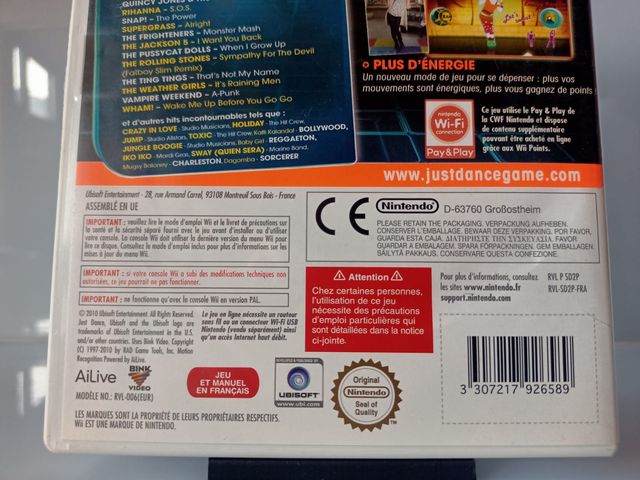 QUINCY JONES & TH
RIHANNA – S.O.S.
SNAP! – The Power
SUPERGRASS – Alright
THE FRIGHTENERS – Monster Mash
THE JACKSON 5 – I Want You Back
THE PUSSYCAT DOLLS – When I Grow Up
THE ROLLING STONES – Sympathy For The Devil
(Fatboy Slim Remix)
THE TING TINGS – That's Not My Name
THE WEATHER GIRLS – It's Raining Men
VAMPIRE WEEKEND – A-Punk
WHAM! – Wake Me Up Before You Go Go
et d'autres hits incontournables tels que :
CRAZY IN LOVE - Studio Musicians, HOLIDAY - The Hit Crew,
JUMP - Studio Allstars, TOXIC - The Hit Crew, Katti Kalandal - BOLLYWOOD,
JUNGLE BOOGIE - Studio Musicians, Baby Girl - REGGAETON,
IKO IKO - Mardi Gras, SWAY (QUIEN SERA) - Marine Band,
Mugsy Baloney - CHARLESTON, Dagomba - SORCERER
PLUS D'ÉNERGIE
Un nouveau mode de jeu pour se dépenser : plus vos
mouvements sont énergiques, plus vous gagnez de points
Nintendo
Wi-Fi
CONNECTION
Pay & Play
Ce jeu utilise le Pay & Play de
la CWF Nintendo et dispose
de contenu supplémentaire
pouvant être acheté en ligne
grâce aux Wii Points.
www.justdancegame.com
Ubisoft Entertainment - 28, rue Armand Carrel, 93108 Montreuil Sous Bois - France
ASSEMBLÉ EN UE
IMPORTANT : veuillez lire le mode d'emploi Wii et le livret de précautions sur
la santé et la sécurité séparé fourni avec le jeu avant d'installer ou d'utiliser
votre console. La console doit utiliser la dernière version du menu Wii pour
lire ce disque. Consultez le mode d'emploi inclus pour plus d'informations sur les
mises à jour du menu Wii.
IMPORTANT : si votre console Wii a subi des modifications techniques non
autorisées, ce jeu pourrait ne plus fonctionner.
IMPORTANT : ne fonctionne qu'avec la console Wii en version PAL.
© 2010 Ubisoft Entertainment. All Rights Reserved.
Just Dance, Ubisoft and the Ubisoft logo are
trademarks of Ubisoft Entertainment in the U.S.
and/or other countries. Uses Bink Video. Copyright
(C) 1997-2010 by RAD Game Tools, Inc. Motion
Recognition Powered by AiLive.
Le jeu en ligne nécessite un routeur
sans fil ou un connecteur Wi-Fi USB
Nintendo (vendu séparément) ainsi
qu'un accès Internet haut débit.
CE
Nintendo
D-63760 Großostheim
PLEASE RETAIN THE PACKAGING. VERPACKUNG AUFHEBEN.
CONSERVER L'EMBALLAGE. BEWAAR DEZE VERPAKKING. POR FAVOR,
GUARDA ESTA CAJA. ΔΙΑΤΗΡΗΣΤΕ ΤΗΝ ΣΥΣΚΕΥΑΣΙΑ. FAVOR
GUARDAR A EMBALAGEM. SPARA FÖRPACKNINGEN. GEM EMBALLAGEN.
SÄILYTÄ PAKKAUS. CONSERVARE QUESTA CONFEZIONE.
Attention
Chez certaines personnes,
l'utilisation de ce jeu
nécessite des précautions
d'emploi particulières qui
sont détaillées dans la notice
ci-jointe.
Pour plus d'informations, consultez
les sites www.nintendo.fr
support.nintendo.com
RVL P SD2P
RVL-SD2P-FRA
AiLive
BINK
VIDEO
MODÈLE NO.: RVL-006(EUR)
JEU
ET MANUEL
EN FRANÇAIS
DEVELOPED & PUBLISHED BY
UBISOFT
www.ubi.com
Original
Nintendo
Seal of
Quality
3 307217 926589
LES MARQUES SONT LA PROPRIÉTÉ DE LEURS PROPRIÉTAIRES RESPECTIFS.
Wii EST UNE MARQUE DE NINTENDO.